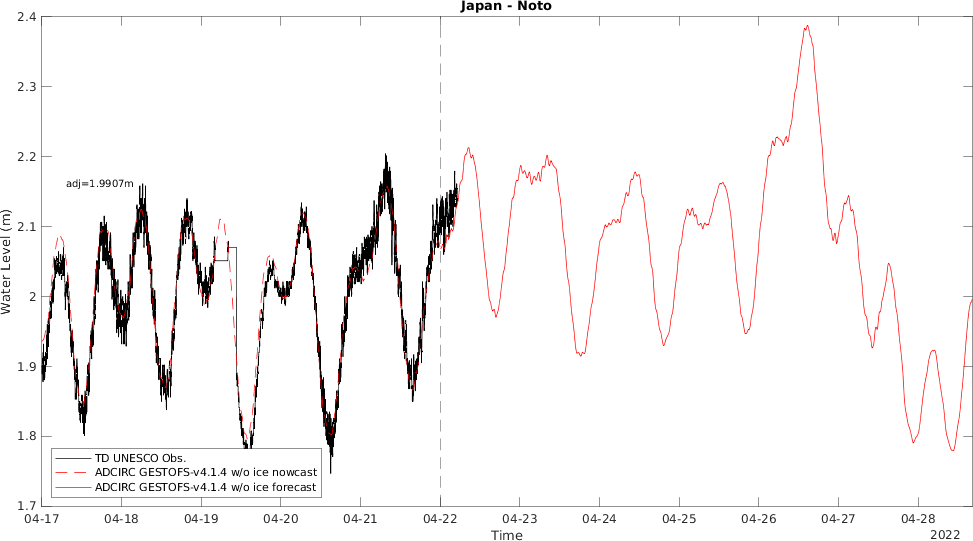 Japan - Noto
2.4
2.3
2.2
2.1
2
1.9
1.8
1.7
Water Level (m)
adj=1.9907m
TD UNESCO Obs.
ADCIRC GESTOFS-v4.1.4 w/o ice nowcast
ADCIRC GESTOFS-v4.1.4 w/o ice forecast
04-17 04-18 04-19 04-20 04-21 04-22 04-23 04-24 04-25 04-26 04-27 04-28
Time
2022